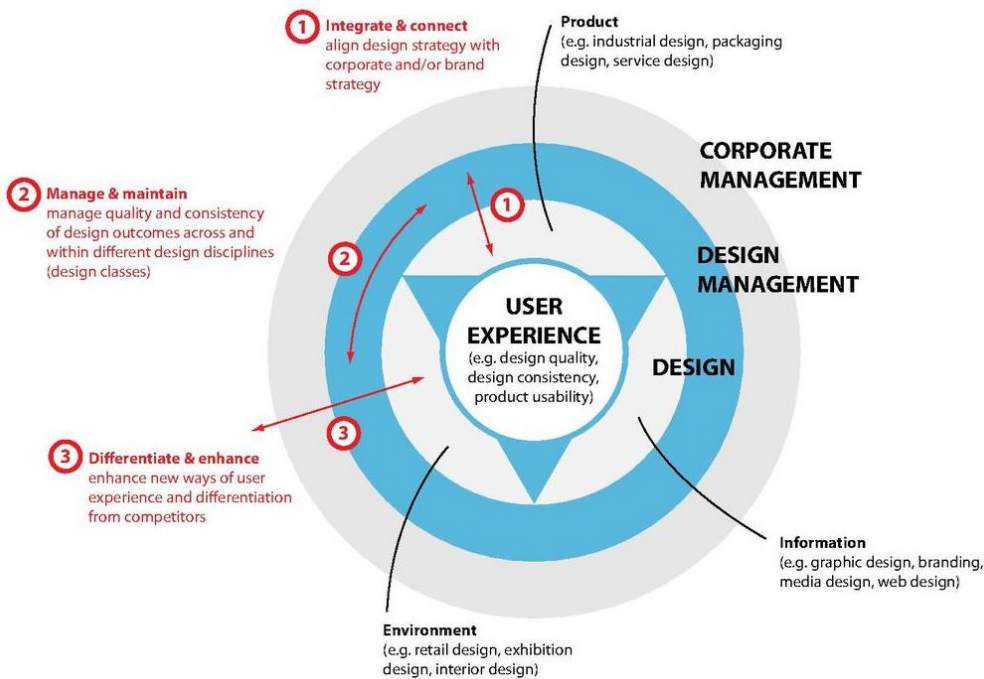 1
Integrate & connect
align design strategy with
corporate and/or brand
strategy
Product
(e.g. industrial design, packaging
design, service design)
CORPORATE
MANAGEMENT
2
Manage & maintain
manage quality and consistency
of design outcomes across and
within different design disciplines
(design classes)
1
2
DESIGN
MANAGEMENT
USER
EXPERIENCE
(e.g. design quality,
design consistency,
product usability)
DESIGN
3
3
Differentiate & enhance
enhance new ways of user
experience and differentiation
from competitors
Information
(e.g. graphic design, branding,
media design, web design)
Environment
(e.g. retail design, exhibition
design, interior design)